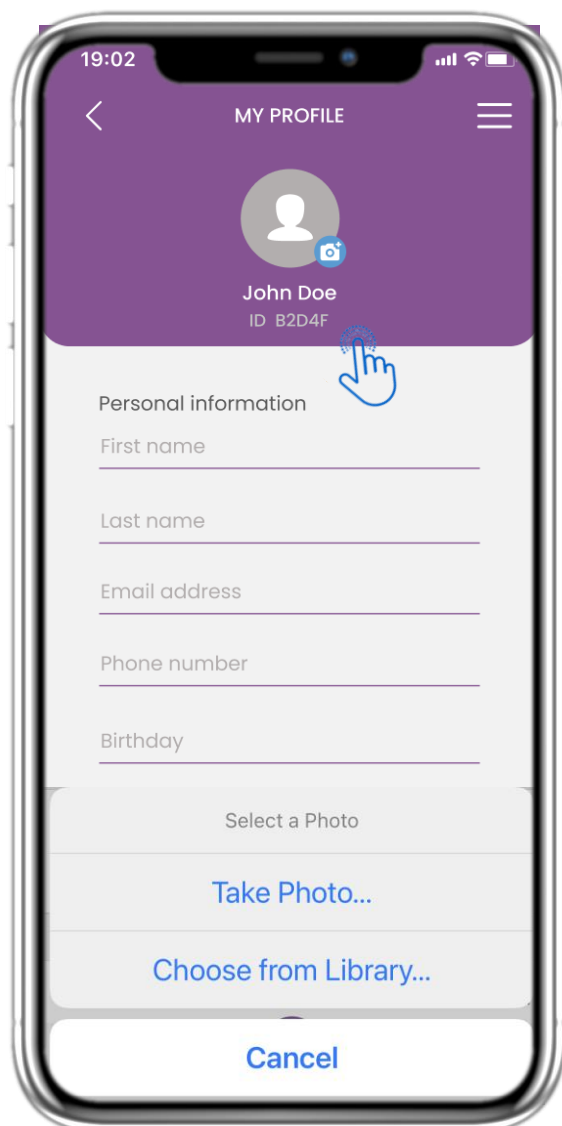 19:02
MY PROFILE
John Doe
ID B2D4F
Personal information
First name
Last name
Email address
Phone number
Birthday
Select a Photo
Take Photo...
Choose from Library...
Cancel